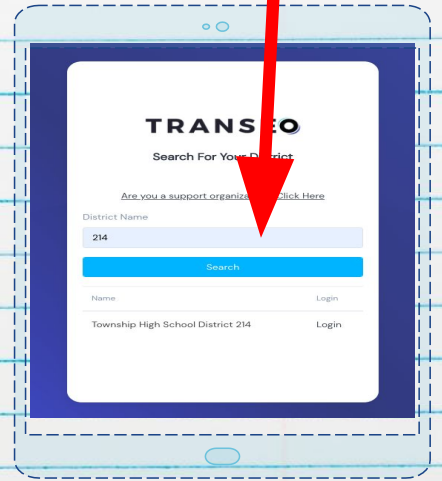 TRANSEO
Search For Your District
Are you a support organization? Click Here
District Name
214
Search
Name Login
Township High School District 214 Login